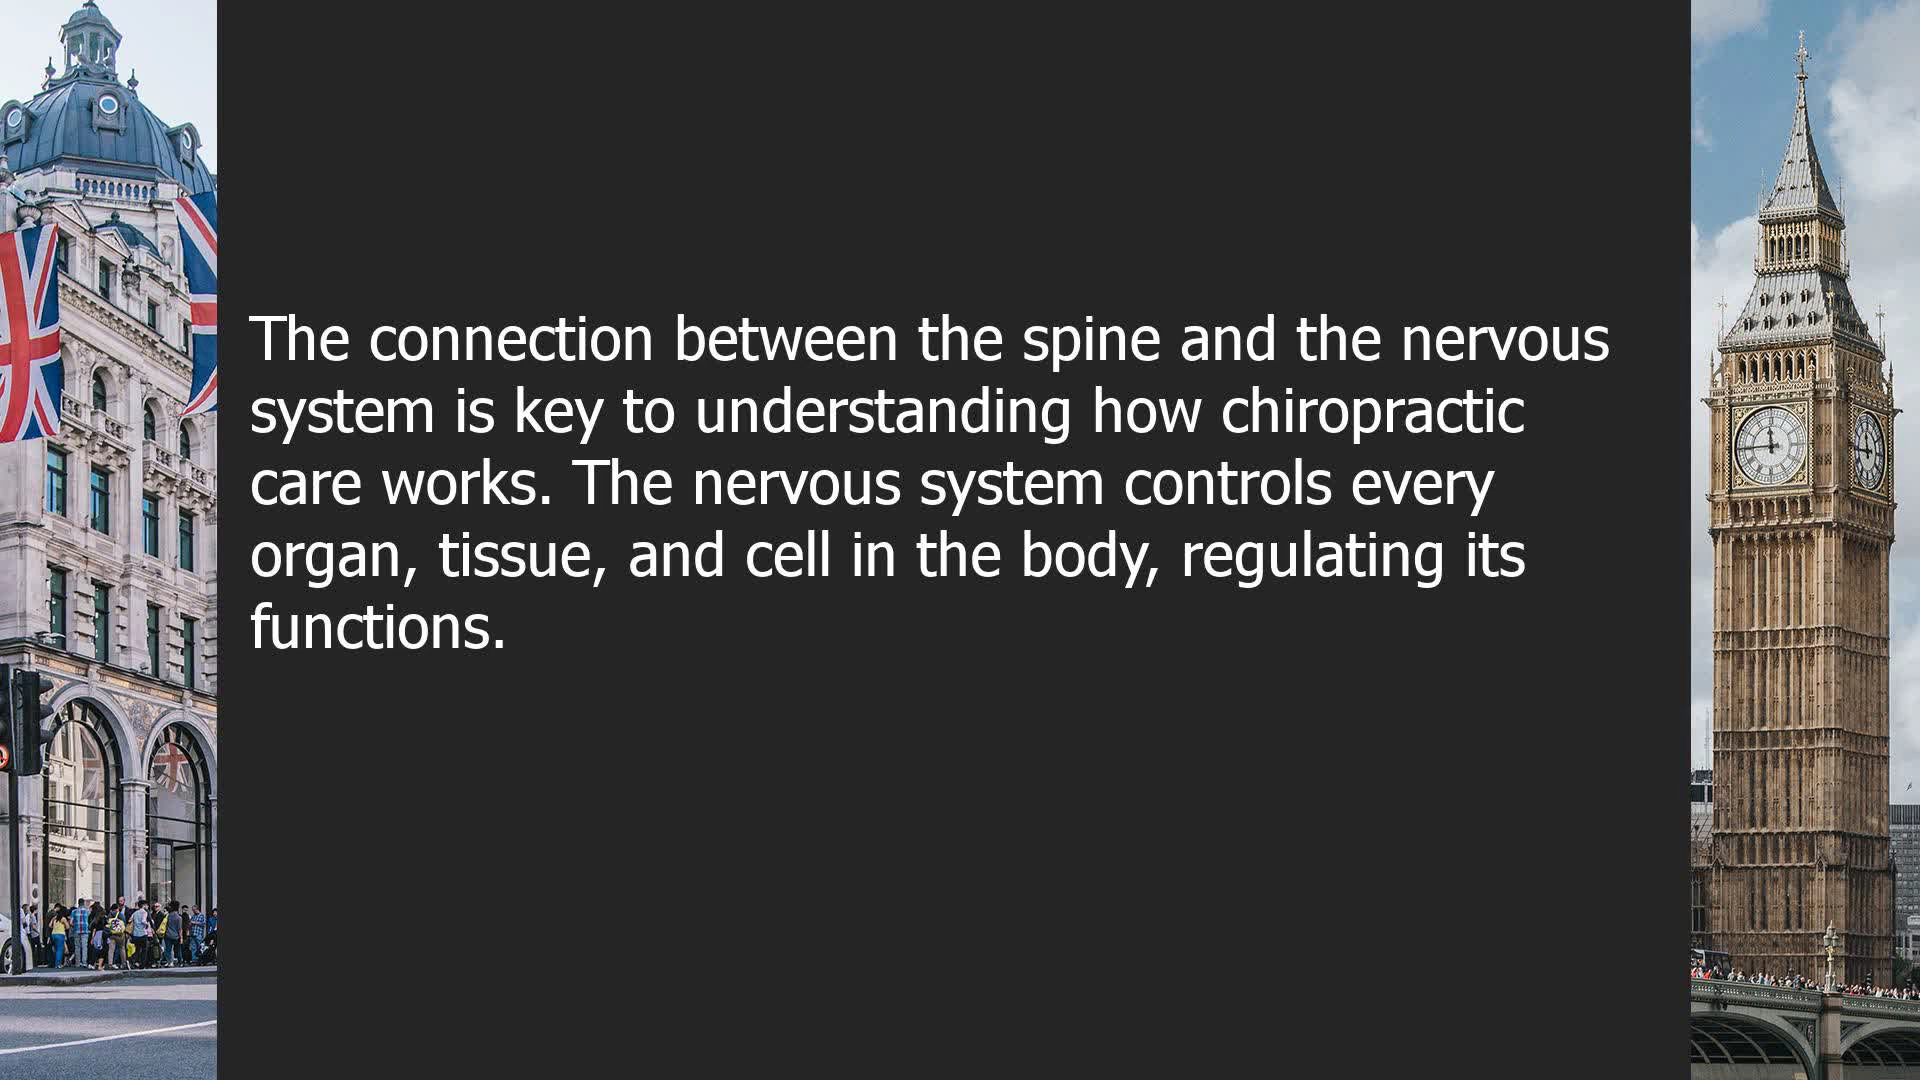 The connection between the spine and the nervous
system is key to understanding how chiropractic
care works. The nervous system controls every
organ, tissue, and cell in the body, regulating its
functions.